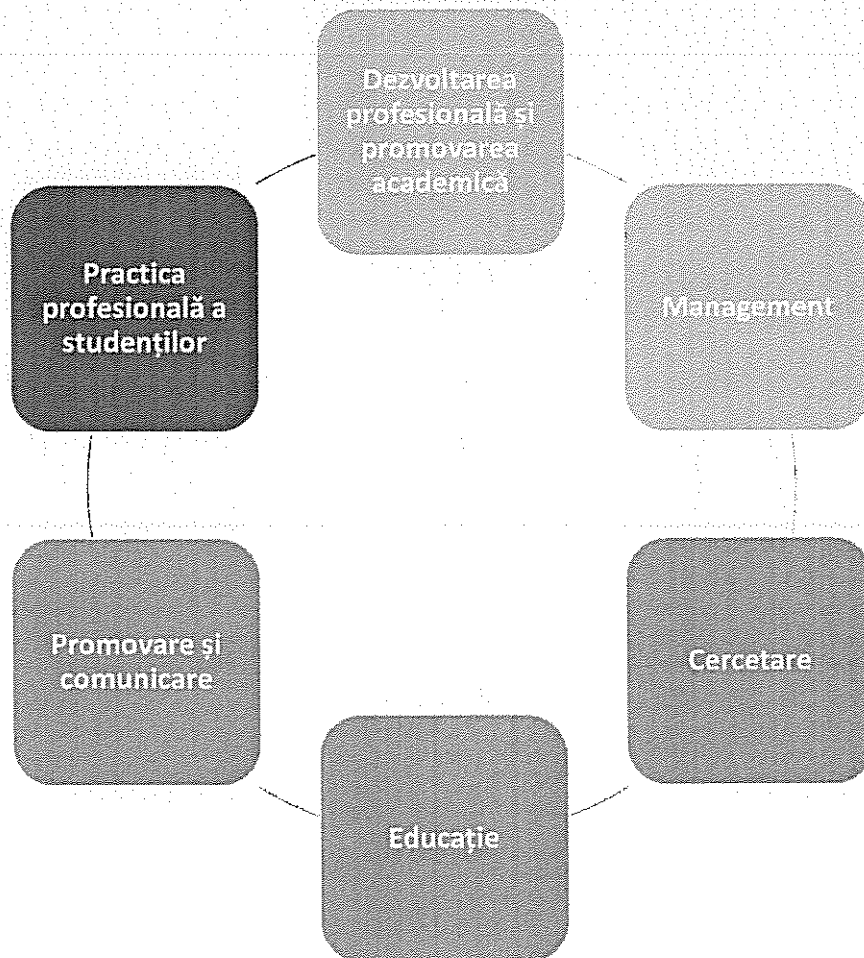 Dezvoltarea
profesională și
promovarea
academică
Management
Cercetare
Educație
Promovare și
comunicare
Practica
profesională a
studenților